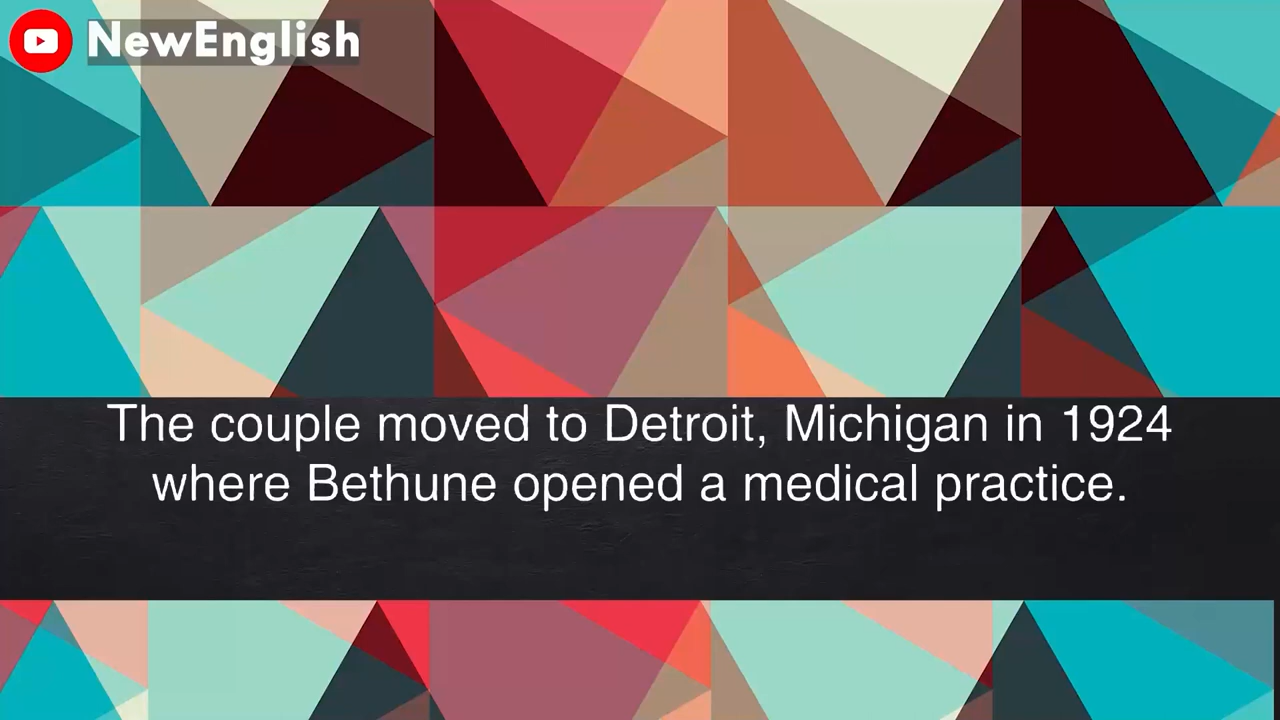 NewEnglish
The couple moved to Detroit, Michigan in 1924
where Bethune opened a medical practice.